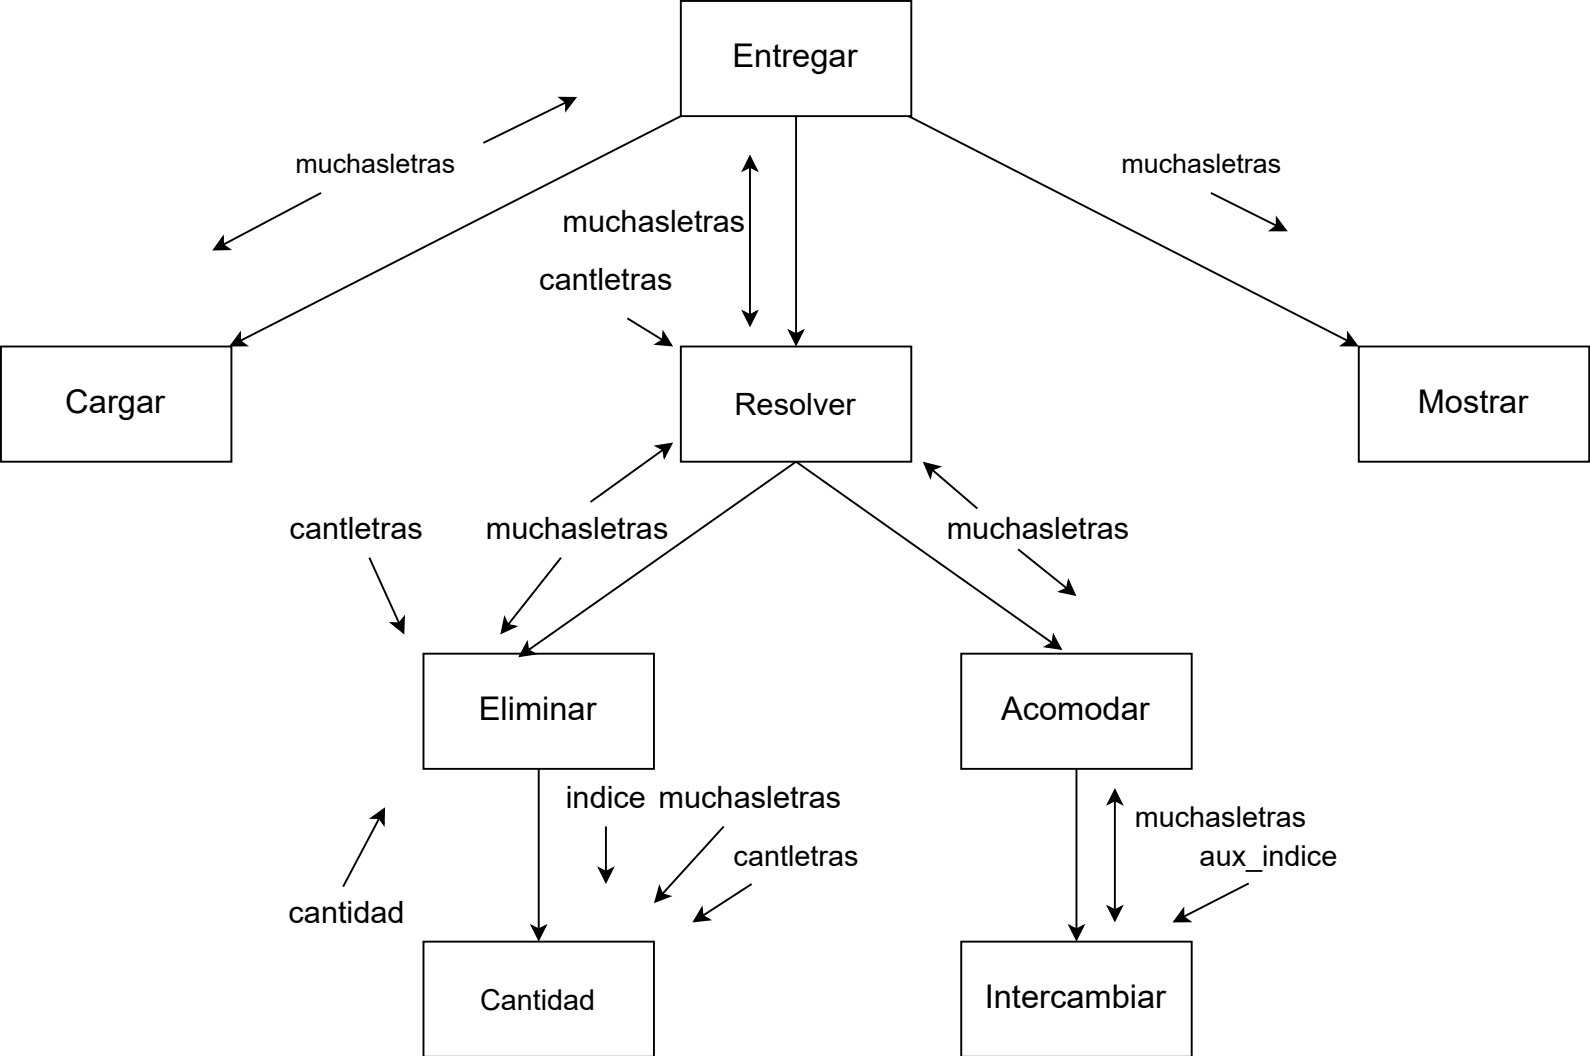 Entregar
muchasletras
muchasletras
muchasletras
cantletras
Cargar
Resolver
Mostrar
cantletras
muchasletras
muchasletras
Eliminar
Acomodar
indice muchasletras
muchasletras
cantletras
aux_indice
cantidad
Cantidad
Intercambiar